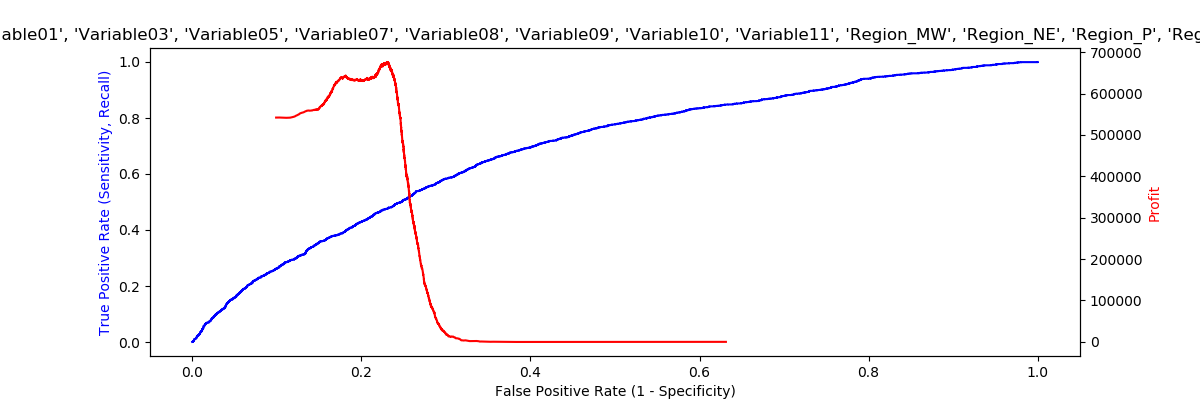 able01', 'Variable03', 'Variable05', 'Variable07', 'Variable08', 'Variable09', 'Variable10', 'Variable11', 'Region_MW', 'Region_NE', 'Region_P', 'Reg
True Positive Rate (Sensitivity, Recall)
1.0
0.8
0.6
0.4
0.2
0.0
700000
600000
500000
400000
300000
200000
100000
0
Profit
0.0 0.2 0.4 0.6 0.8 1.0
False Positive Rate (1 - Specificity)